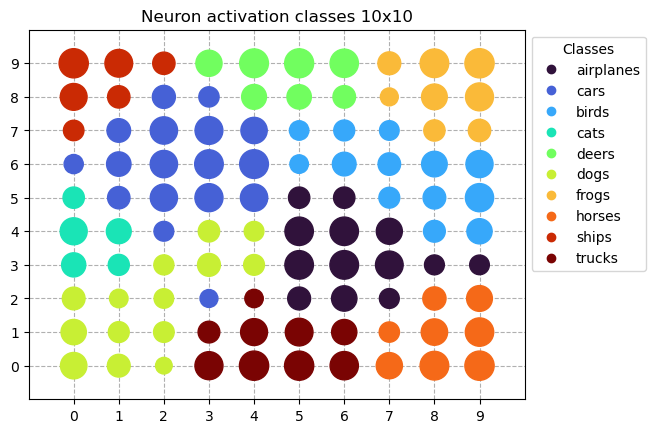 Neuron activation classes 10x10
9
8
7
6
5
4
3
2
1
0
0 1 2 3 4 5 6 7 8 9
Classes
airplanes
cars
birds
cats
deers
dogs
frogs
horses
ships
trucks